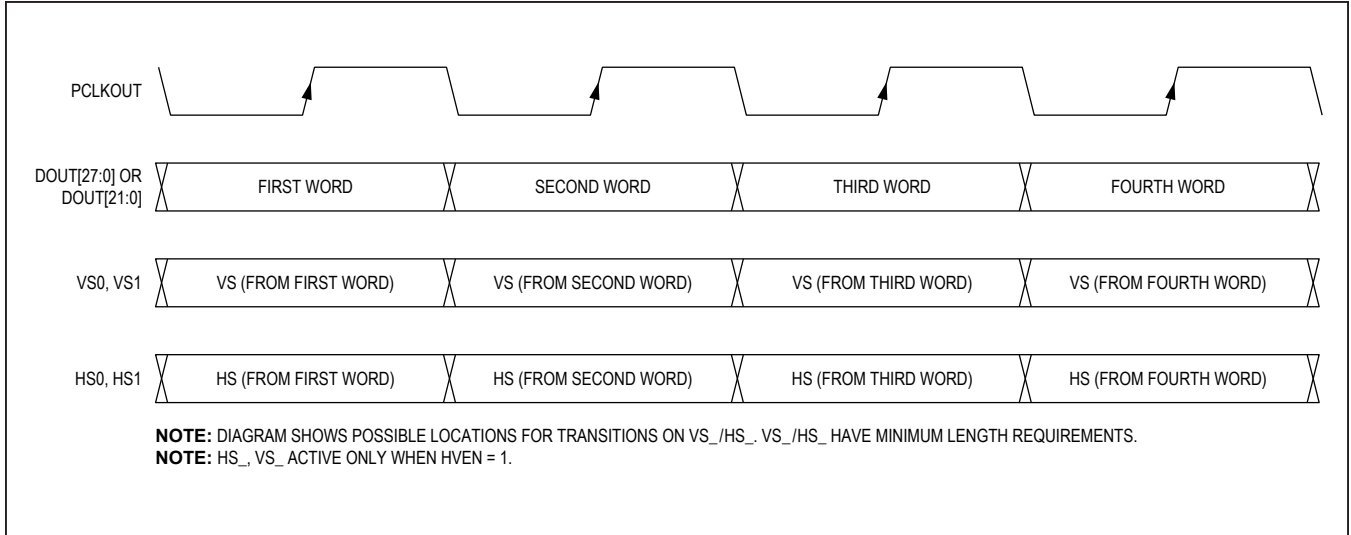 PCLKOUT
DOUT[27:0] OR
DOUT[21:0]
FIRST WORD
SECOND WORD
THIRD WORD
FOURTH WORD
VS0, VS1
VS (FROM FIRST WORD)
VS (FROM SECOND WORD)
VS (FROM THIRD WORD)
VS (FROM FOURTH WORD)
HS0, HS1
HS (FROM FIRST WORD)
HS (FROM SECOND WORD)
HS (FROM THIRD WORD)
HS (FROM FOURTH WORD)
NOTE: DIAGRAM SHOWS POSSIBLE LOCATIONS FOR TRANSITIONS ON VS_/HS_. VS_/HS_ HAVE MINIMUM LENGTH REQUIREMENTS.
NOTE: HS_, VS_ ACTIVE ONLY WHEN HVEN = 1.